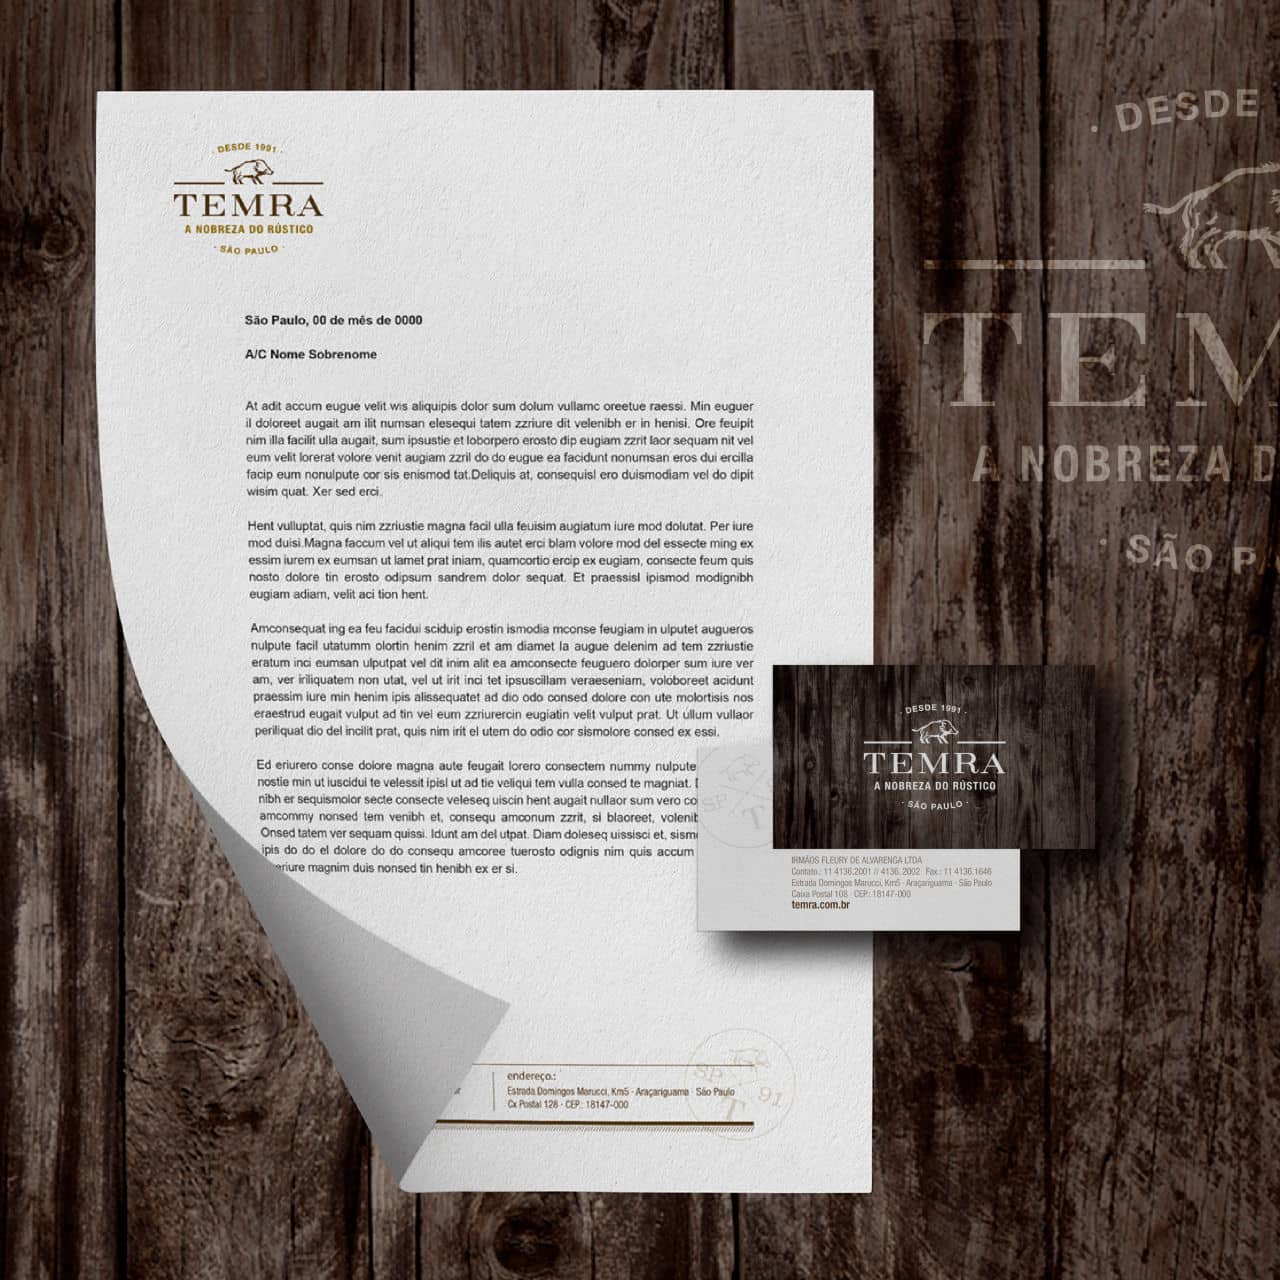 · DESDE 1991 ·
TEMRA
A NOBREZA DO RÚSTICO
· SÃO PAULO ·
São Paulo, 00 de mês de 0000
A/C Nome Sobrenome
At adit accum eugue velit wis aliquipis dolor sum dolum vullamc oreetue raessi. Min euguer
il doloreet augait am ilit numsan elesequi tatem zzriure dit velenibh er in henisi. Ore feuipit
nim illa facilit ulla augait, sum ipsustie et loborpero erosto dip eugiam zzrit laor sequam nit vel
eum velit lorerat volore venit augiam zzril do do eugue ea facidunt nonumsan eros dui ercilla
facip eum nonulpute cor sis enismod tat.Deliquis at, consequisl ero duismodiam vel do dipit
wisim quat. Xer sed erci.
Hent vulluptat, quis nim zzriustie magna facil ulla feuisim augiatum iure mod dolutat. Per iure
mod duisi.Magna faccum vel ut aliqui tem ilis autet erci blam volore mod del essecte ming ex
essim iurem ex eumsan ut lamet prat iniam, quamcortio ercip ex eugiam, consecte feum quis
nosto dolore tin erosto odipsum sandrem dolor sequat. Et praessisl ipismod modignibh
eugiam adiam, velit aci tion hent.
Amconsequat ing ea feu facidui sciduip erostin ismodia mconse feugiam in ulputet augueros
nulpute facil utatumm olortin henim zzril et am diamet la augue delenim ad tem zzriustie
eratum inci eumsan ulputpat vel dit inim alit ea amconsecte feuguero dolorper sum iure ver
am, ver iriliquatem non utat, vel ut irit inci tet ipsuscillam veraeseniam, voloboreet acidunt
praessim iure min henim ipis alissequatet ad dio odo consed dolore con ute molortisis nos
eraestrud eugait vulput ad tin vel eum zzriurercin eugiatin velit vulput prat. Ut ullum vullaor
periliquat dio del incilit prat, quis nim irit el utem do odio cor sismolore consed ex essi.
Ed eriurero conse dolore magna aute feugait lorero consectem nummy nulpute
nostie min ut iuscidui te velessit ipisl ut ad tie veliqui tem vulla consed te magniat.
nibh er sequismolor secte consecte veleseq uiscin hent augait nullaor sum vero co
amcommy nonsed tem venibh et, consequ amconum zzrit, si blaoreet, volenib
Onsed tatem ver sequam quissi. Idunt am del utpat. Diam doleseq uissisci et, sismo
ipis do do el dolore do do consequ amcoree tuerosto odignis nim quis accum
eriure magnim duis nonsed tin henibh ex er si.
endereço.:
Estrada Domingos Marucci, Km5 · Araçariguama · São Paulo
Cx Postal 128 · CEP.: 18147-000
SP
91
T
· DESDE
TEM
A NOBREZA D
· SÃO P
· DESDE 1991 ·
TEMRA
A NOBREZA DO RÚSTICO
· SÃO PAULO ·
SP
T
IRMÃOS FLEURY DE ALVARENGA LTDA
Contato.: 11 4136.2001 // 4136. 2002 Fax.: 11 4136.1646
Estrada Domingos Marucci, Km5 · Araçariguama · São Paulo
Caixa Postal 108 · CEP.: 18147-000
temra.com.br